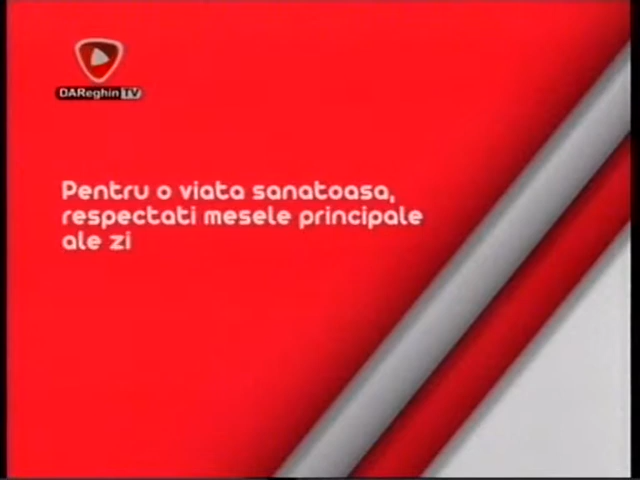 DAReghin TV
Pentru o viata sanatoasa,
respectati mesele principale
ale zi